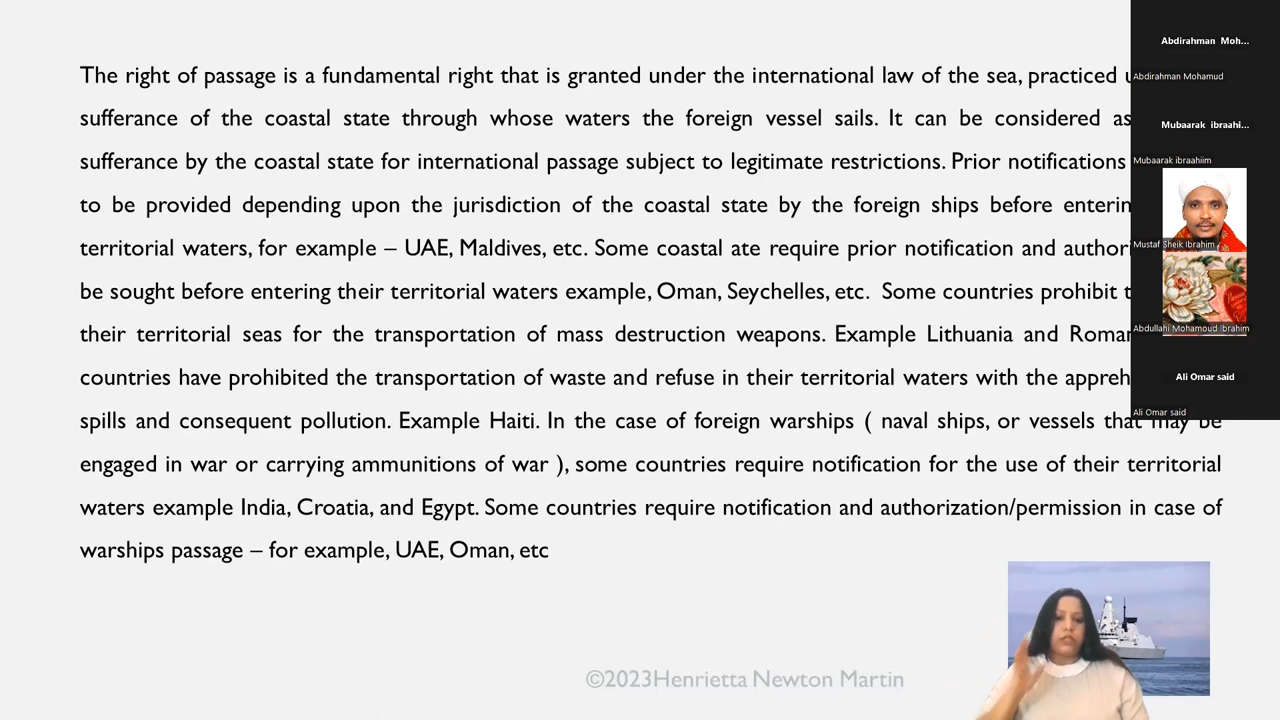 The right of passage is a fundamental right that is granted under the international law of the sea, practiced
sufferance of the coastal state through whose waters the foreign vessel sails. It can be considered as
sufferance by the coastal state for international passage subject to legitimate restrictions. Prior notifications
to be provided depending upon the jurisdiction of the coastal state by the foreign ships before
territorial waters, for example – UAE, Maldives, etc. Some coastal ate require prior notification and
be sought before entering their territorial waters example, Oman, Seychelles, etc. Some countries prohibit
their territorial seas for the transportation of mass destruction weapons. Example Lithuania and
countries have prohibited the transportation of waste and refuse in their territorial waters with the
spills and consequent pollution. Example Haiti. In the case of foreign warships ( naval ships, or vessels that may be
engaged in war or carrying ammunitions of war ), some countries require notification for the use of their territorial
waters example India, Croatia, and Egypt. Some countries require notification and authorization/permission in case of
warships passage – for example, UAE, Oman, etc
©2023Henrietta Newton Martin
Abdirahman Moh...
Abdirahman Mohamud
Mubaarak ibraahi...
Mubaarak ibraahiim
Mustaf Sheik Ibrahim
Abdullahi Mohamoud Ibrahim
Ali Omar said
Ali Omar said